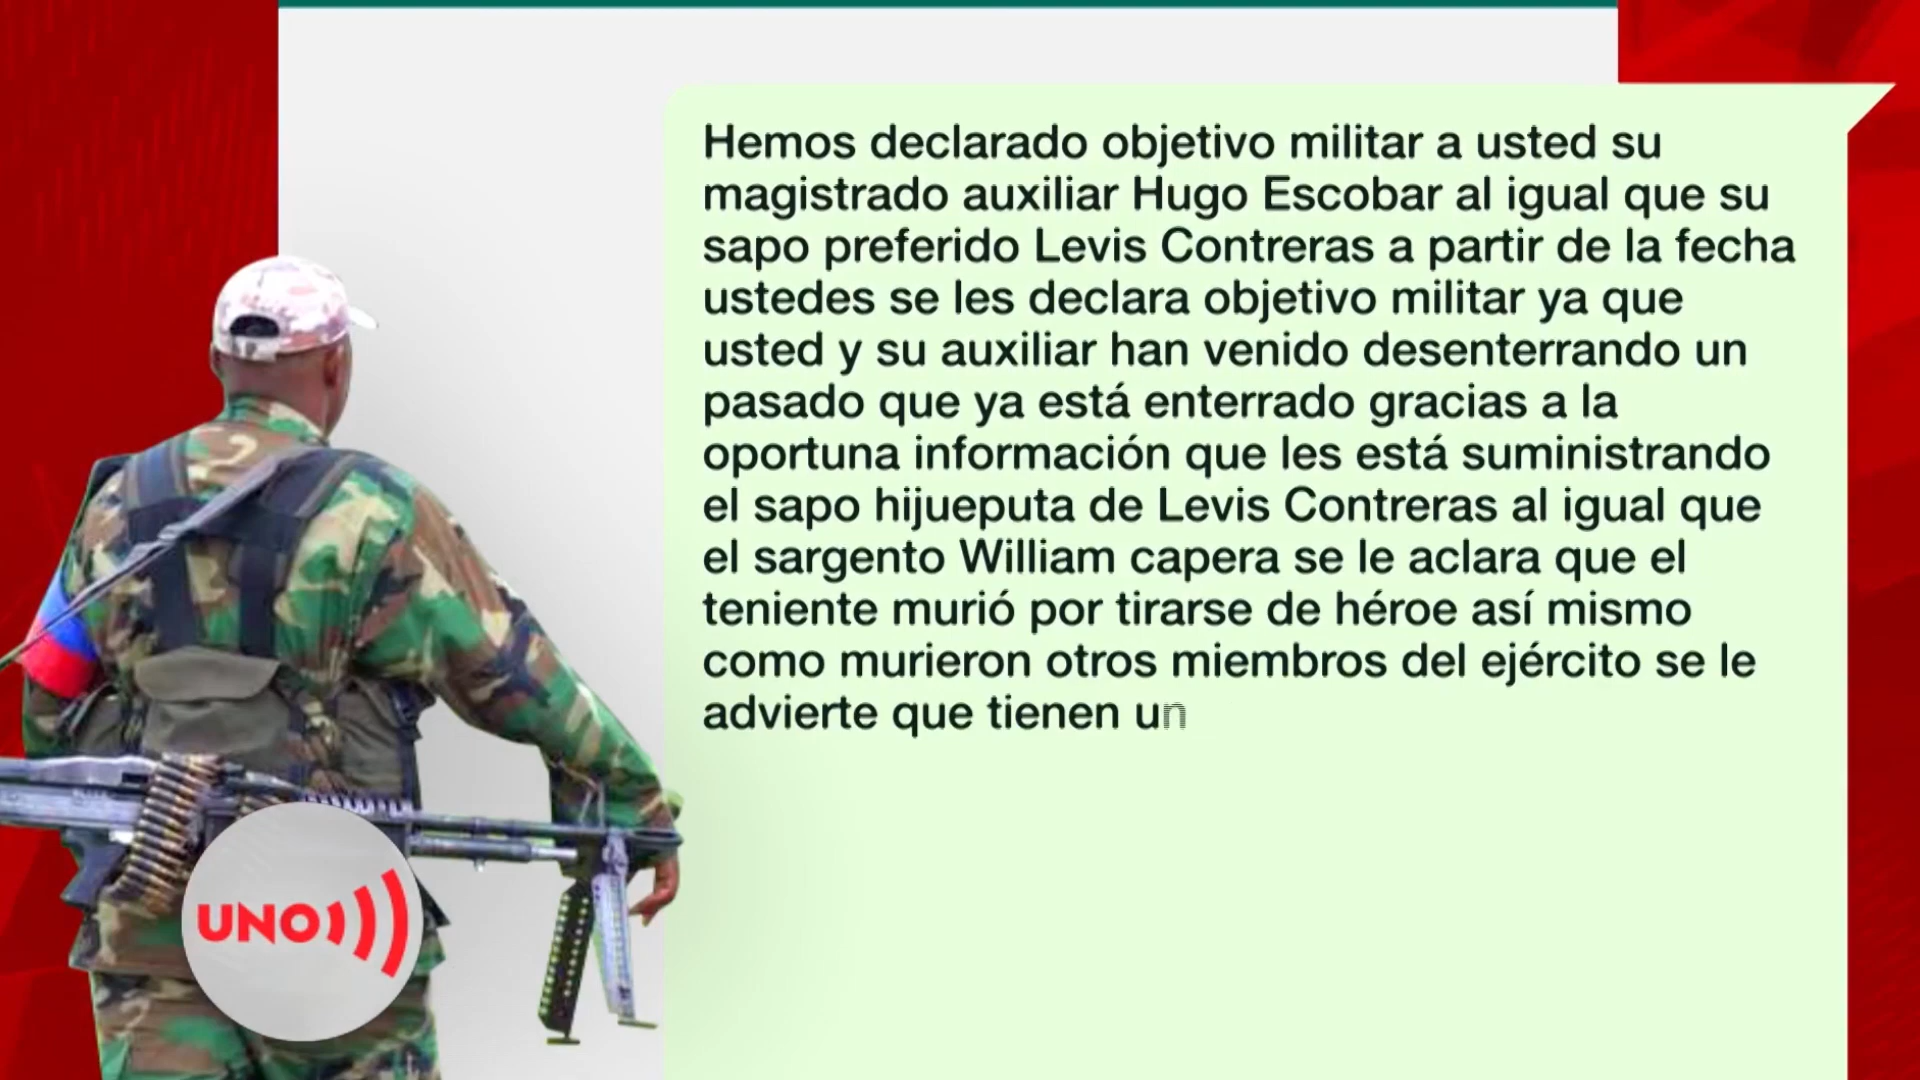 Hemos declarado objetivo militar a usted su
magistrado auxiliar Hugo Escobar al igual que su
sapo preferido Levis Contreras a partir de la fecha
ustedes se les declara objetivo militar ya que
usted y su auxiliar han venido desenterrando un
pasado que ya está enterrado gracias a la
oportuna información que les está suministrando
el sapo hijueputa de Levis Contreras al igual que
el sargento William capera se le aclara que el
teniente murió por tirarse de héroe así mismo
como murieron otros miembros del ejército se le
advierte que tienen un
UNO